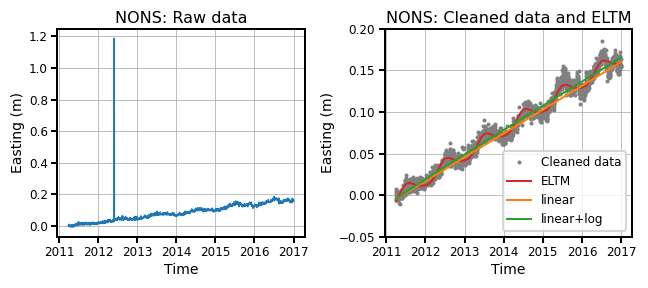 NONS: Raw data
Easting (m)
1.2
1.0
0.8
0.6
0.4
0.2
0.0
2011 2012 2013 2014 2015 2016 2017
Time
NONS: Cleaned data and ELTM
Easting (m)
0.20
0.15
0.10
0.05
0.00
−0.05
Cleaned data
ELTM
linear
linear+log
2011 2012 2013 2014 2015 2016 2017
Time